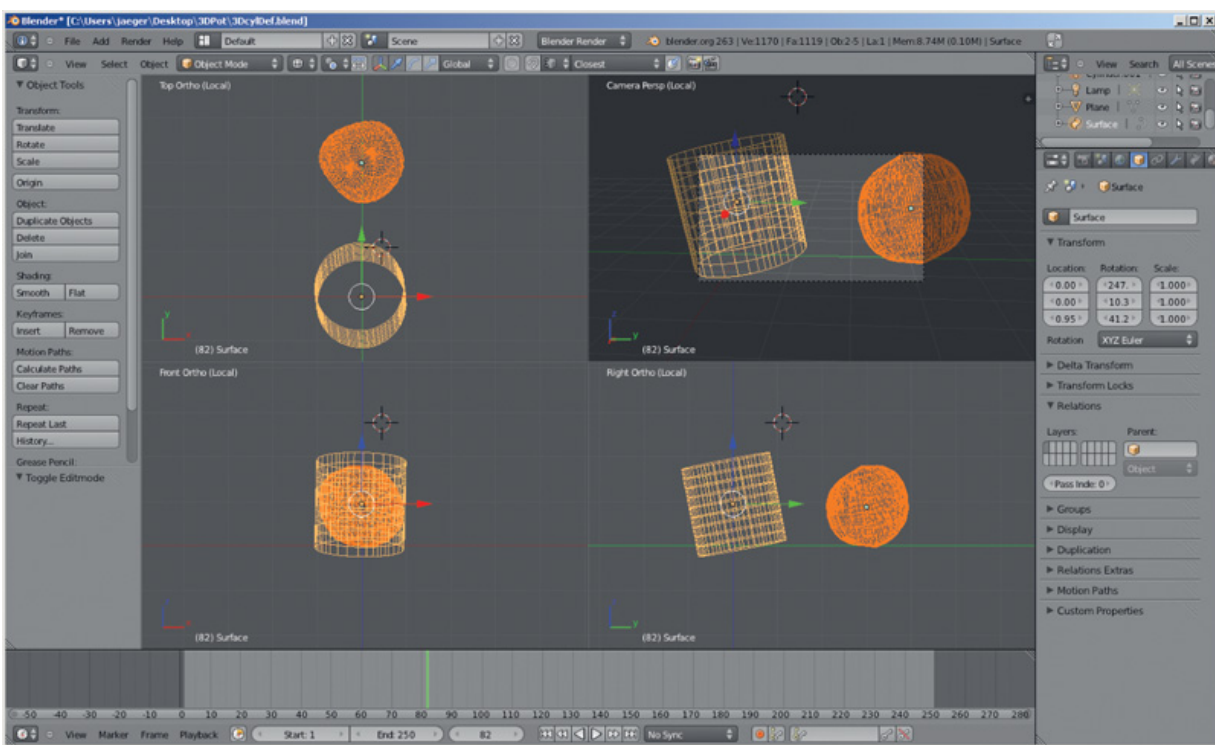 Blender* [C:\Users\jaeger\Desktop\3DPot\3DcylDef.blend]
File Add Render Help Default Scene Blender Render blender.org 263 | Ve:1170 | Fa:1119 | Ob:2-5 | La:1 | Mem:8.74M (0.10M) | Surface
View Select Object Object Mode Global Closest View Search All Scenes
▼ Object Tools
Transform:
Translate
Rotate
Scale
Origin
Object:
Duplicate Objects
Delete
Join
Shading:
Smooth Flat
Keyframes:
Insert Remove
Motion Paths:
Calculate Paths
Clear Paths
Repeat:
Repeat Last
History...
Grease Pencil:
▼ Toggle Editmode
Top Ortho (Local)
y
x
(82) Surface
Camera Persp (Local)
z
y
(82) Surface
Front Ortho (Local)
z
x
(82) Surface
Right Ortho (Local)
z
y
(82) Surface
Lamp
Plane
Surface
Surface
Surface
▼ Transform
Location: Rotation: Scale:
0.00 247. 1.000
0.00 10.3 1.000
0.95 41.2 1.000
Rotation XYZ Euler
▶ Delta Transform
▶ Transform Locks
▼ Relations
Layers: Parent:
Object
Pass Inde: 0
▶ Groups
▶ Display
▶ Duplication
▶ Relations Extras
▶ Motion Paths
▶ Custom Properties
-50 -40 -30 -20 -10 0 10 20 30 40 50 60 70 80 90 100 110 120 130 140 150 160 170 180 190 200 210 220 230 240 250 260 270 280
View Marker Frame Playback Start: 1 End: 250 82 No Sync